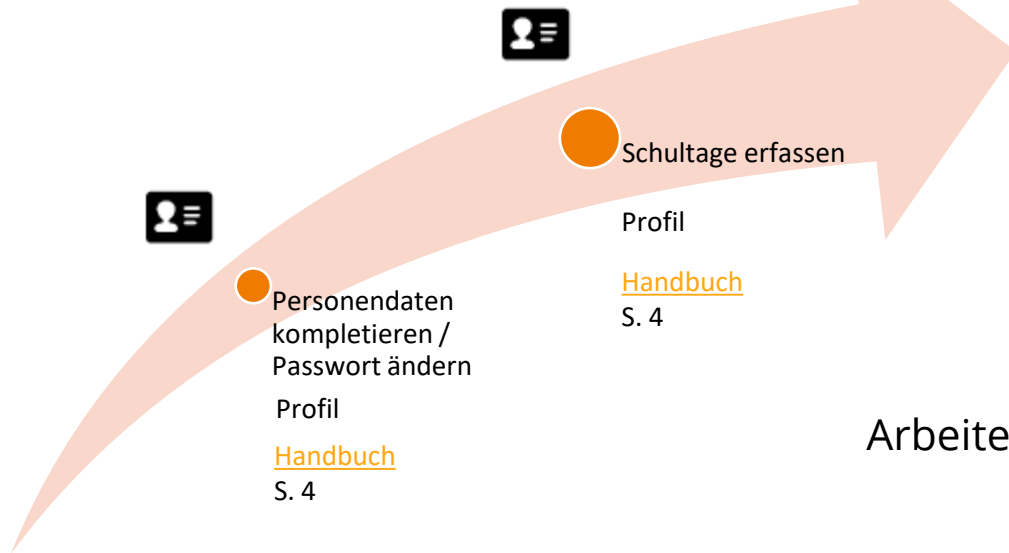 Schultage erfassen
Profil
Handbuch
S. 4
Personendaten
kompletieren /
Passwort ändern
Profil
Handbuch
S. 4
Arbeite